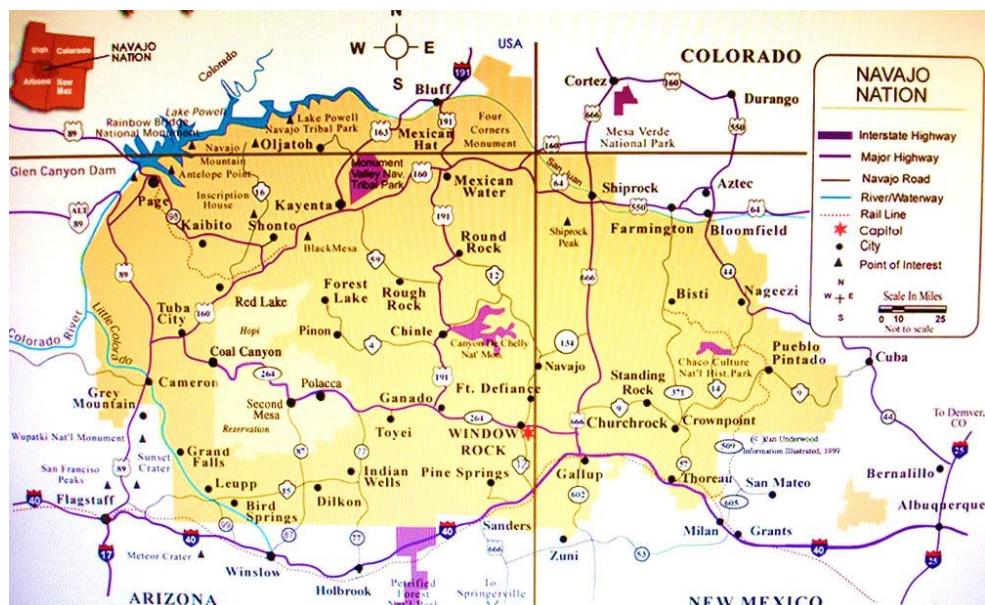 Utah
Colorado
Arizona
New
Mex
NAVAJO
NATION
N
W
E
S
USA
191
COLORADO
Colorado
Lake Powell
Rainbow Bridge
National Monument
Lake Powell
Navajo Tribal Park
Bluff
Cortez
160
Durango
666
550
89
Navajo
Mountain
Oljatoh
163
191
Mexican
Hat
Four
Corners
Monument
160
Mesa Verde
National Park
Glen Canyon Dam
Antelope Point
Monument
Valley Nav.
Tribal Park
160
Mexican
Water
San Juan
64
Shiprock
Aztec
Page
Inscription
House
16
Kayenta
550
64
ALT
89
98
Kaibito
Shonto
191
Shiprock
Peak
Farmington
Bloomfield
BlackMesa
Round
Rock
89
59
12
666
44
Tuba
City
160
Red Lake
Forest
Lake
Rough
Rock
Bisti
Nageezi
Little Colorado
Colorado River
Hopi
Pinon
4
Chinle
Canyon De Chelly
Nat' Mon.
134
Pueblo
Pintado
Coal Canyon
264
191
Navajo
Chaco Culture
Nat'l Hist. Park
Cuba
Cameron
Grey
Mountain
Second
Mesa
Polacca
Ganado
Ft. Defiance
Standing
Rock
371
14
9
264
9
Toyei
WINDOW
ROCK
666
Churchrock
Crownpoint
44
Wupatki Nat'l Monument
Reservation
To Denver,
CO
Sunset
Crater
Grand
Falls
87
77
12
509
Information Illustrated, 1999
25
San Franciso
Peaks
89
Leupp
Indian
Wells
Pine Springs
Gallup
57
Thoreau
San Mateo
Bernalillo
15
Dilkon
602
605
40
Flagstaff
Bird
Springs
Albuquerque
99
87
77
40
Sanders
Milan
Grants
17
40
666
Zuni
53
40
25
Meteor Crater
Winslow
Holbrook
Petrified
Forest
Nat'l Park
To
Springerville
AZ
ARIZONA
NEW MEXICO
NAVAJO
NATION
Interstate Highway
Major Highway
Navajo Road
River/Waterway
Rail Line
Capitol
City
Point of Interest
N
W
E
S
Scale In Miles
0
10
25
Not to scale